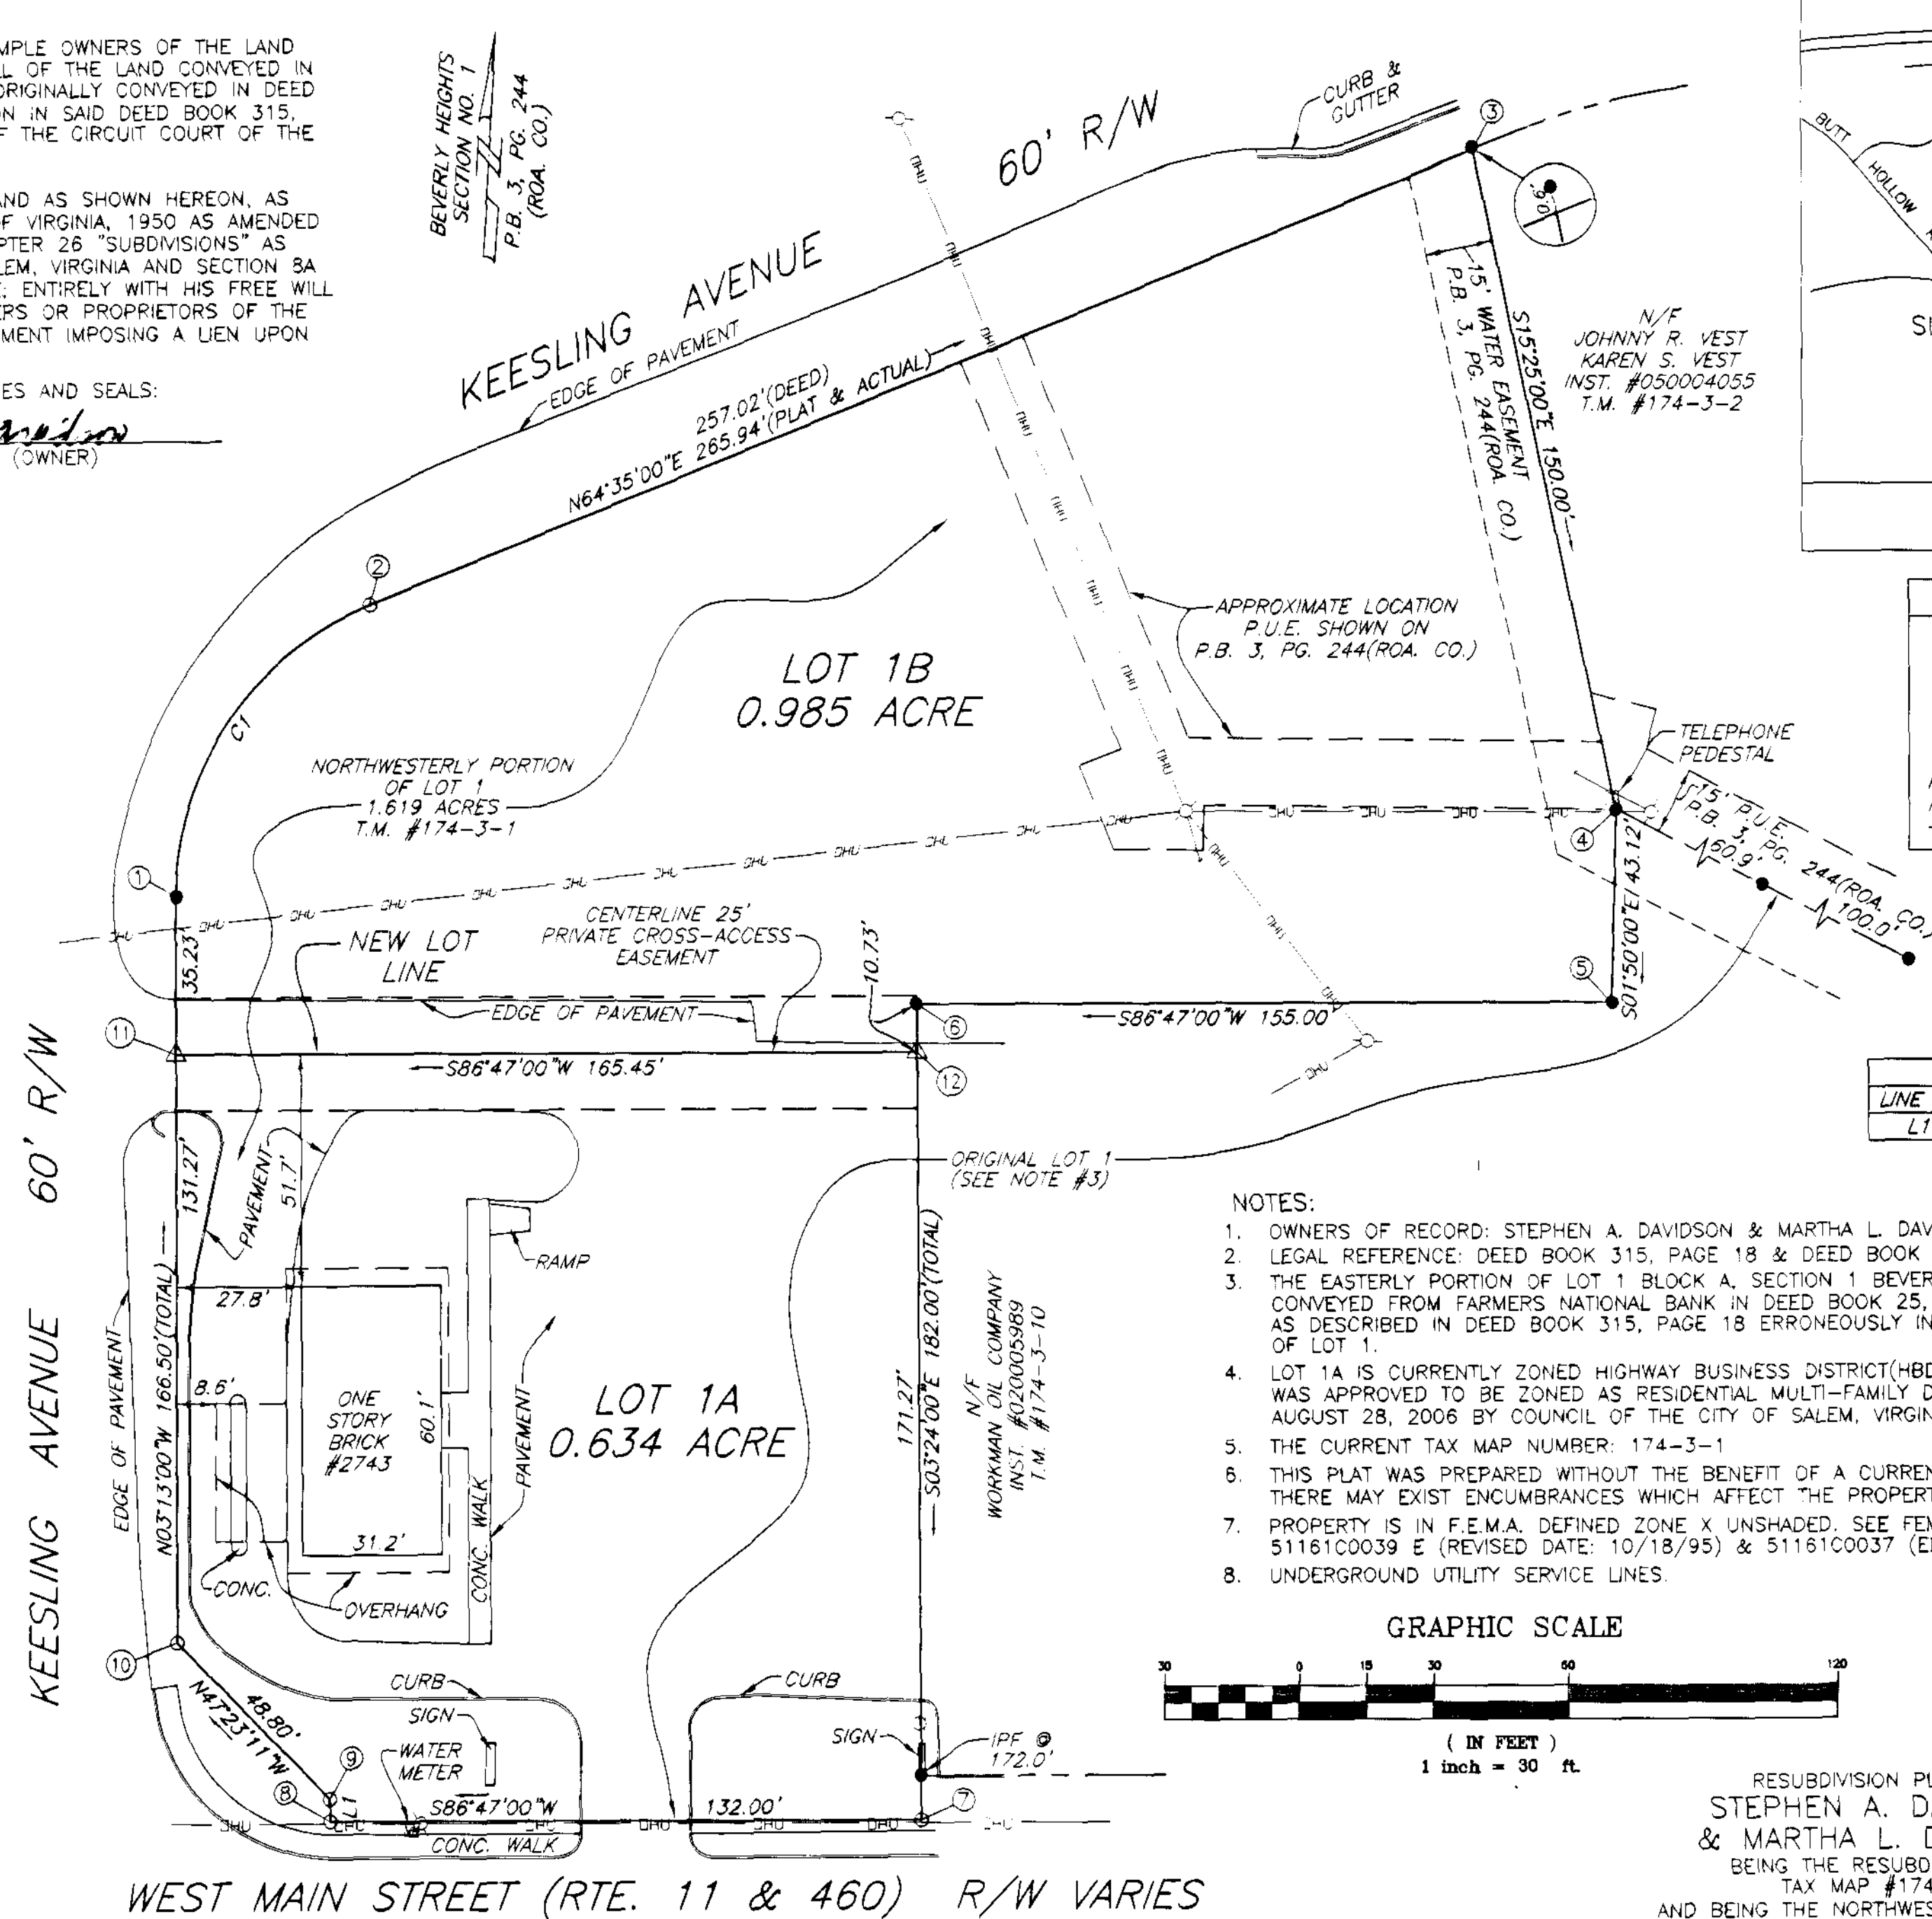 MPLE OWNERS OF THE LAND
L OF THE LAND CONVEYED IN
ORIGINALLY CONVEYED IN DEED
ON IN SAID DEED BOOK 315,
F THE CIRCUIT COURT OF THE
AND AS SHOWN HEREON, AS
OF VIRGINIA, 1950 AS AMENDED
PTER 26 "SUBDIVISIONS" AS
LEM, VIRGINIA AND SECTION 8A
E; ENTIRELY WITH HIS FREE WILL
ERS OR PROPRIETORS OF THE
MENT IMPOSING A LIEN UPON
ES AND SEALS:
(OWNER)
BEVERLY HEIGHTS
SECTION NO. 1
P.B. 3, PG. 244
(ROA. CO.)
60' R/W
CURB &
GUTTER
3
0.6'
BUTT
HOLLOW
KEESLING AVENUE
EDGE OF PAVEMENT
257.02'(DEED)
N64°35'00"E 265.94'(PLAT & ACTUAL)
15' WATER EASEMENT
P.B. 3, PG. 244(ROA. CO.)
S15°25'00"E 150.00'
N/F
JOHNNY R. VEST
KAREN S. VEST
INST. #050004055
T.M. #174-3-2
2
C1
APPROXIMATE LOCATION
P.U.E. SHOWN ON
P.B. 3, PG. 244(ROA. CO.)
LOT 1B
0.985 ACRE
NORTHWESTERLY PORTION
OF LOT 1
1.619 ACRES
T.M. #174-3-1
TELEPHONE
PEDESTAL
15' P.U.E.
P.B. 3, PG. 244(ROA. CO.)
60.9'
100.0'
4
S01°50'00"E 43.12'
5
1
35.23'
NEW LOT
LINE
CENTERLINE 25'
PRIVATE CROSS-ACCESS
EASEMENT
10.73'
EDGE OF PAVEMENT
6
S86°47'00"W 155.00'
11
S86°47'00"W 165.45'
12
LINE
L1
KEESLING AVENUE 60' R/W
131.27'
PAVEMENT
51.7'
ORIGINAL LOT 1
(SEE NOTE #3)
RAMP
27.8'
EDGE OF PAVEMENT
N03°13'00"W 166.50'(TOTAL)
8.6'
ONE
STORY
BRICK
#2743
60.1'
31.2'
PAVEMENT
CONC. WALK
LOT 1A
0.634 ACRE
171.27'
S03°24'00"E 182.00'(TOTAL)
N/F
WORKMAN OIL COMPANY
INST. #020005989
T.M. #174-3-10
CONC.
OVERHANG
10
N47°23'11"W
48.80'
CURB
SIGN
WATER
METER
9
8
L1
S86°47'00"W
132.00'
CURB
SIGN
IPF @
172.0'
7
CONC. WALK
WEST MAIN STREET (RTE. 11 & 460) R/W VARIES
NOTES:
1. OWNERS OF RECORD: STEPHEN A. DAVIDSON & MARTHA L. DAV
2. LEGAL REFERENCE: DEED BOOK 315, PAGE 18 & DEED BOOK
3. THE EASTERLY PORTION OF LOT 1 BLOCK A, SECTION 1 BEVER
CONVEYED FROM FARMERS NATIONAL BANK IN DEED BOOK 25,
AS DESCRIBED IN DEED BOOK 315, PAGE 18 ERRONEOUSLY IN
OF LOT 1.
4. LOT 1A IS CURRENTLY ZONED HIGHWAY BUSINESS DISTRICT(HBD
WAS APPROVED TO BE ZONED AS RESIDENTIAL MULTI-FAMILY D
AUGUST 28, 2006 BY COUNCIL OF THE CITY OF SALEM, VIRGIN
5. THE CURRENT TAX MAP NUMBER: 174-3-1
6. THIS PLAT WAS PREPARED WITHOUT THE BENEFIT OF A CURREN
THERE MAY EXIST ENCUMBRANCES WHICH AFFECT THE PROPERT
7. PROPERTY IS IN F.E.M.A. DEFINED ZONE X UNSHADED. SEE FEM
51161C0039 E (REVISED DATE: 10/18/95) & 51161C0037 (E
8. UNDERGROUND UTILITY SERVICE LINES.
GRAPHIC SCALE
30 0 15 30 60 120
( IN FEET )
1 inch = 30 ft.
RESUBDIVISION P
STEPHEN A. D
& MARTHA L.
BEING THE RESUBD
TAX MAP #174
AND BEING THE NORTHWES